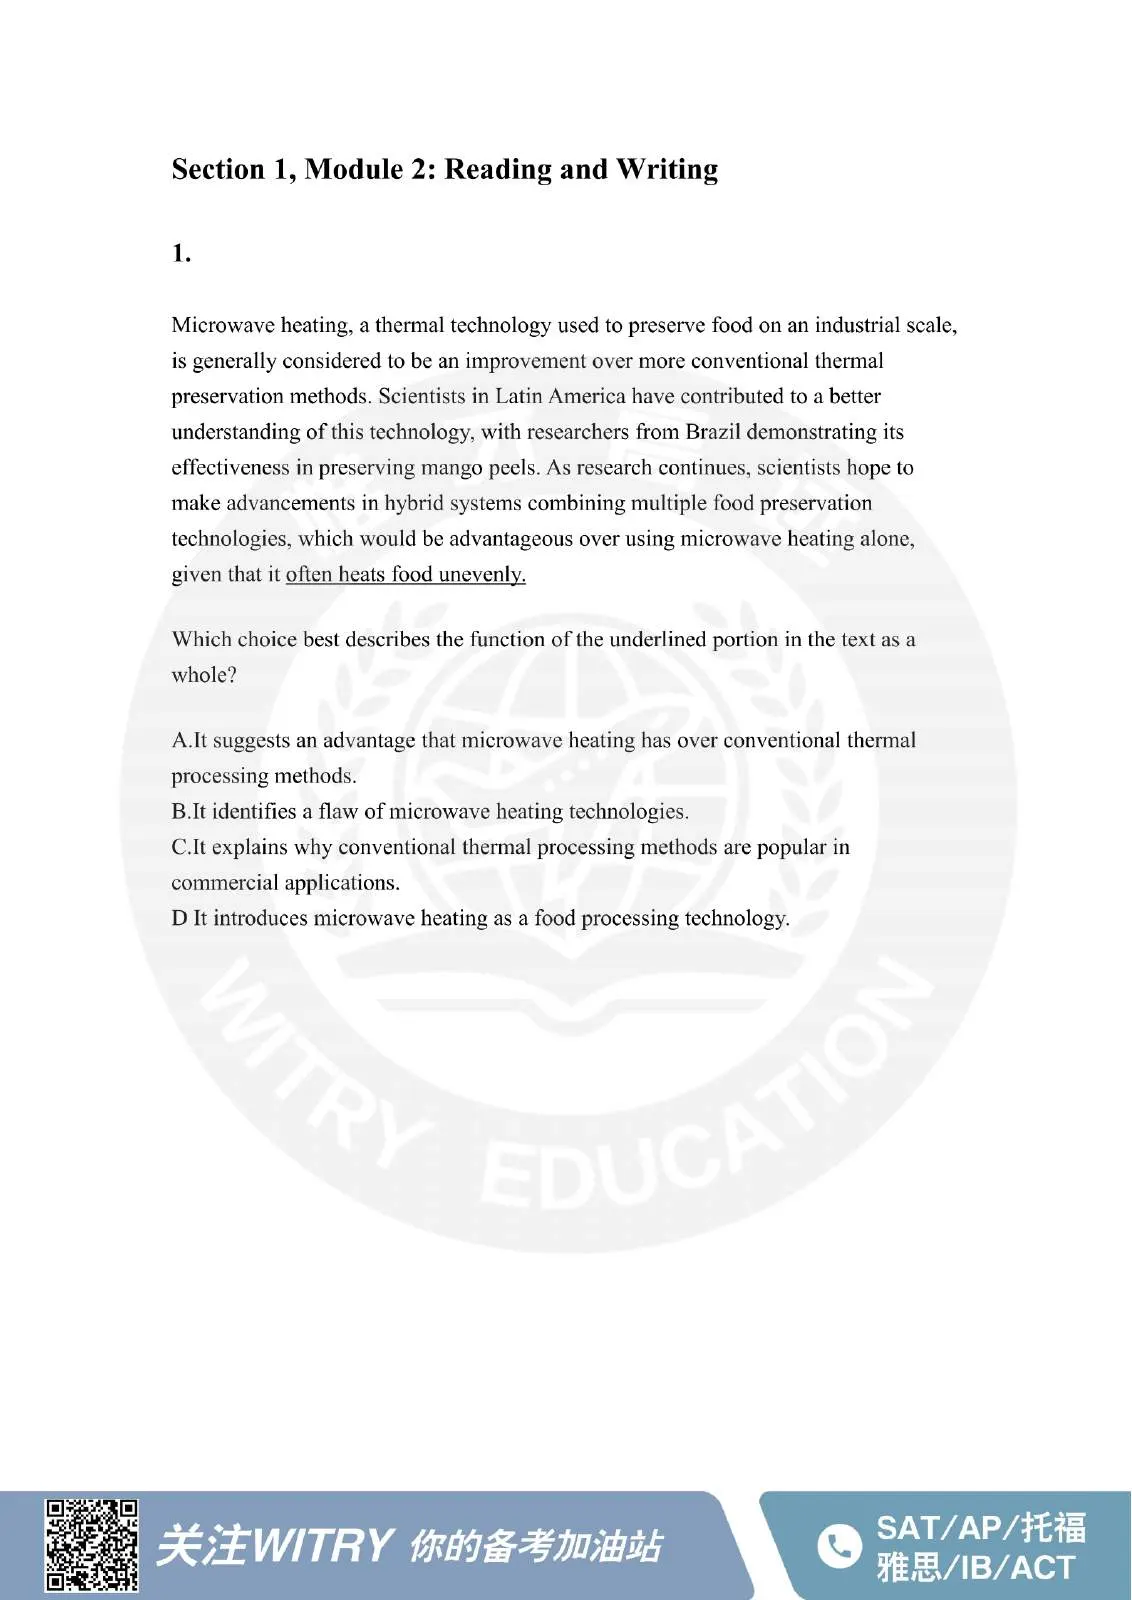 Section 1, Module 2: Reading and Writing
1.
Microwave heating, a thermal technology used to preserve food on an industrial scale,
is generally considered to be an improvement over more conventional thermal
preservation methods. Scientists in Latin America have contributed to a better
understanding of this technology, with researchers from Brazil demonstrating its
effectiveness in preserving mango peels. As research continues, scientists hope to
make advancements in hybrid systems combining multiple food preservation
technologies, which would be advantageous over using microwave heating alone,
given that it often heats food unevenly.
Which choice best describes the function of the underlined portion in the text as a
whole?
A.It suggests an advantage that microwave heating has over conventional thermal
processing methods.
B.It identifies a flaw of microwave heating technologies.
C.It explains why conventional thermal processing methods are popular in
commercial applications.
D It introduces microwave heating as a food processing technology.
WITRY EDUCATION
关注WITRY 你的备考加油站
SAT/AP/托福
雅思/IB/ACT